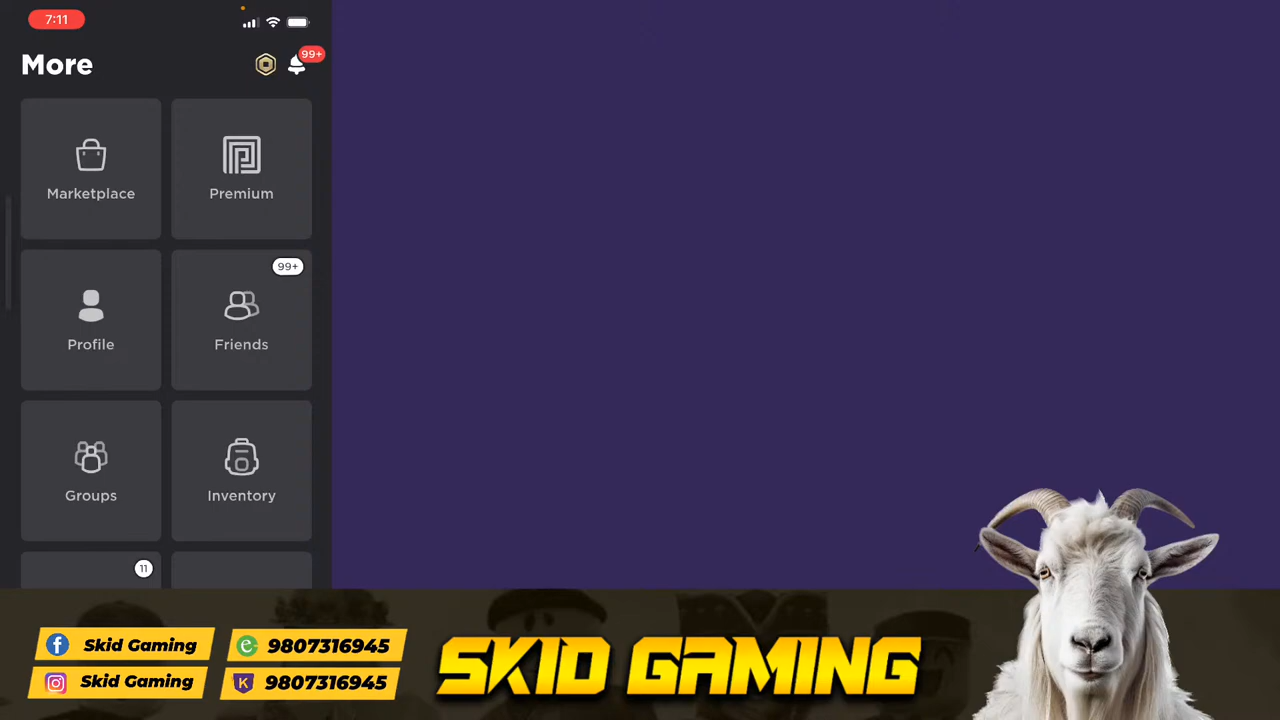 7:11
More
99+
Marketplace
Premium
99+
Profile
Friends
Groups
Inventory
11
Skid Gaming
9807316945
Skid Gaming
9807316945
SKID GAMING